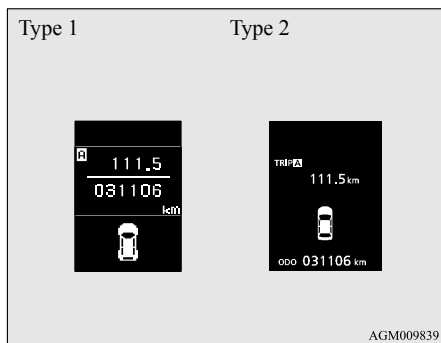 Type 1
Type 2
A
111.5
031106
km
TRIP A
111.5 km
ODO 031106 km
AGM009839